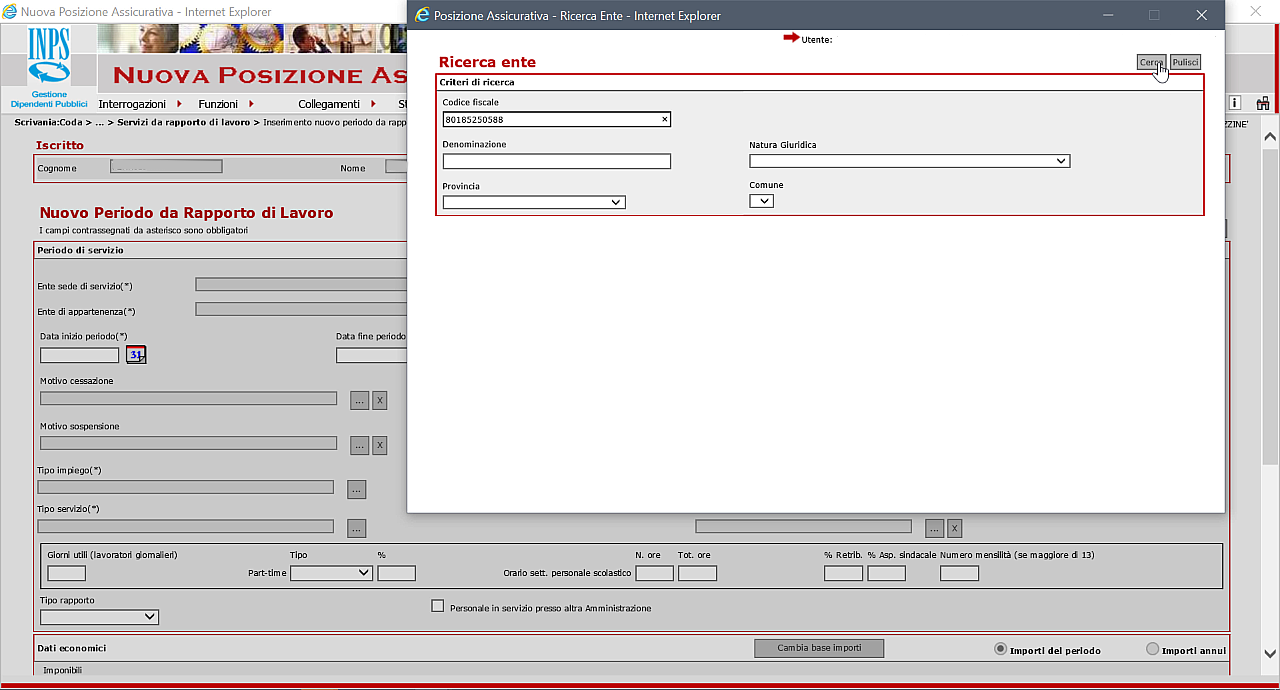 Nuova Posizione Assicurativa - Internet Explorer
Posizione Assicurativa - Ricerca Ente - Internet Explorer
INPS
Gestione
Dipendenti Pubblici
NUOVA POSIZIONE AS
Interrogazioni Funzioni Collegamenti St
Scrivania:Coda > ... > Servizi da rapporto di lavoro > Inserimento nuovo periodo da rapp
ZZINE'
Utente:
Ricerca ente
Cerca Pulisci
Criteri di ricerca
Codice fiscale
80185250588 x
Denominazione
Natura Giuridica
Provincia
Comune
Iscritto
Cognome Nome
Nuovo Periodo da Rapporto di Lavoro
I campi contrassegnati da asterisco sono obbligatori
Periodo di servizio
Ente sede di servizio(*)
Ente di appartenenza(*)
Data inizio periodo(*) Data fine periodo
31
Motivo cessazione
... X
Motivo sospensione
... X
Tipo impiego(*)
...
Tipo servizio(*)
... ... X
Giorni utili (lavoratori giornalieri) Tipo % N. ore Tot. ore % Retrib. % Asp. sindacale Numero mensilità (se maggiore di 13)
Part-time Orario sett. personale scolastico
Tipo rapporto
Personale in servizio presso altra Amministrazione
Dati economici Cambia base importi Importi del periodo Importi annui
Imponibili